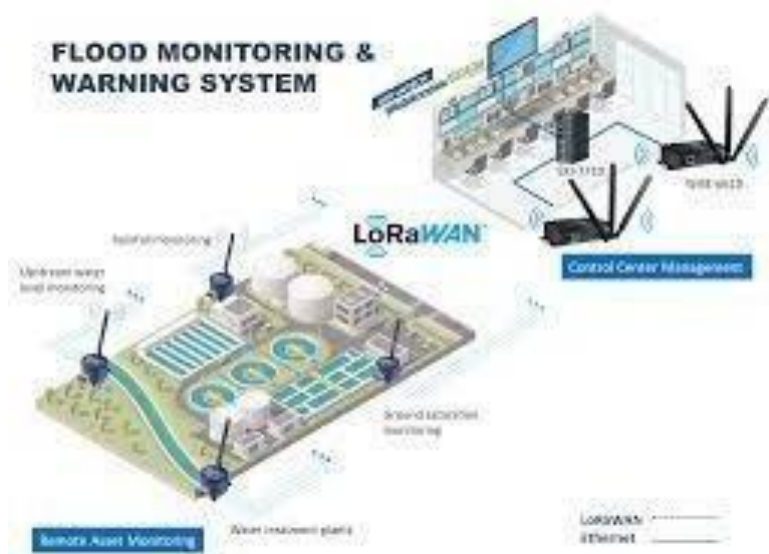 FLOOD MONITORING &
WARNING SYSTEM
LoRaWAN
Control Center Management
Rainfall monitoring
Upstream water
level monitoring
Ground saturation
monitoring
Water treatment plants
Remote Asset Monitoring
LoRaWAN
Ethernet